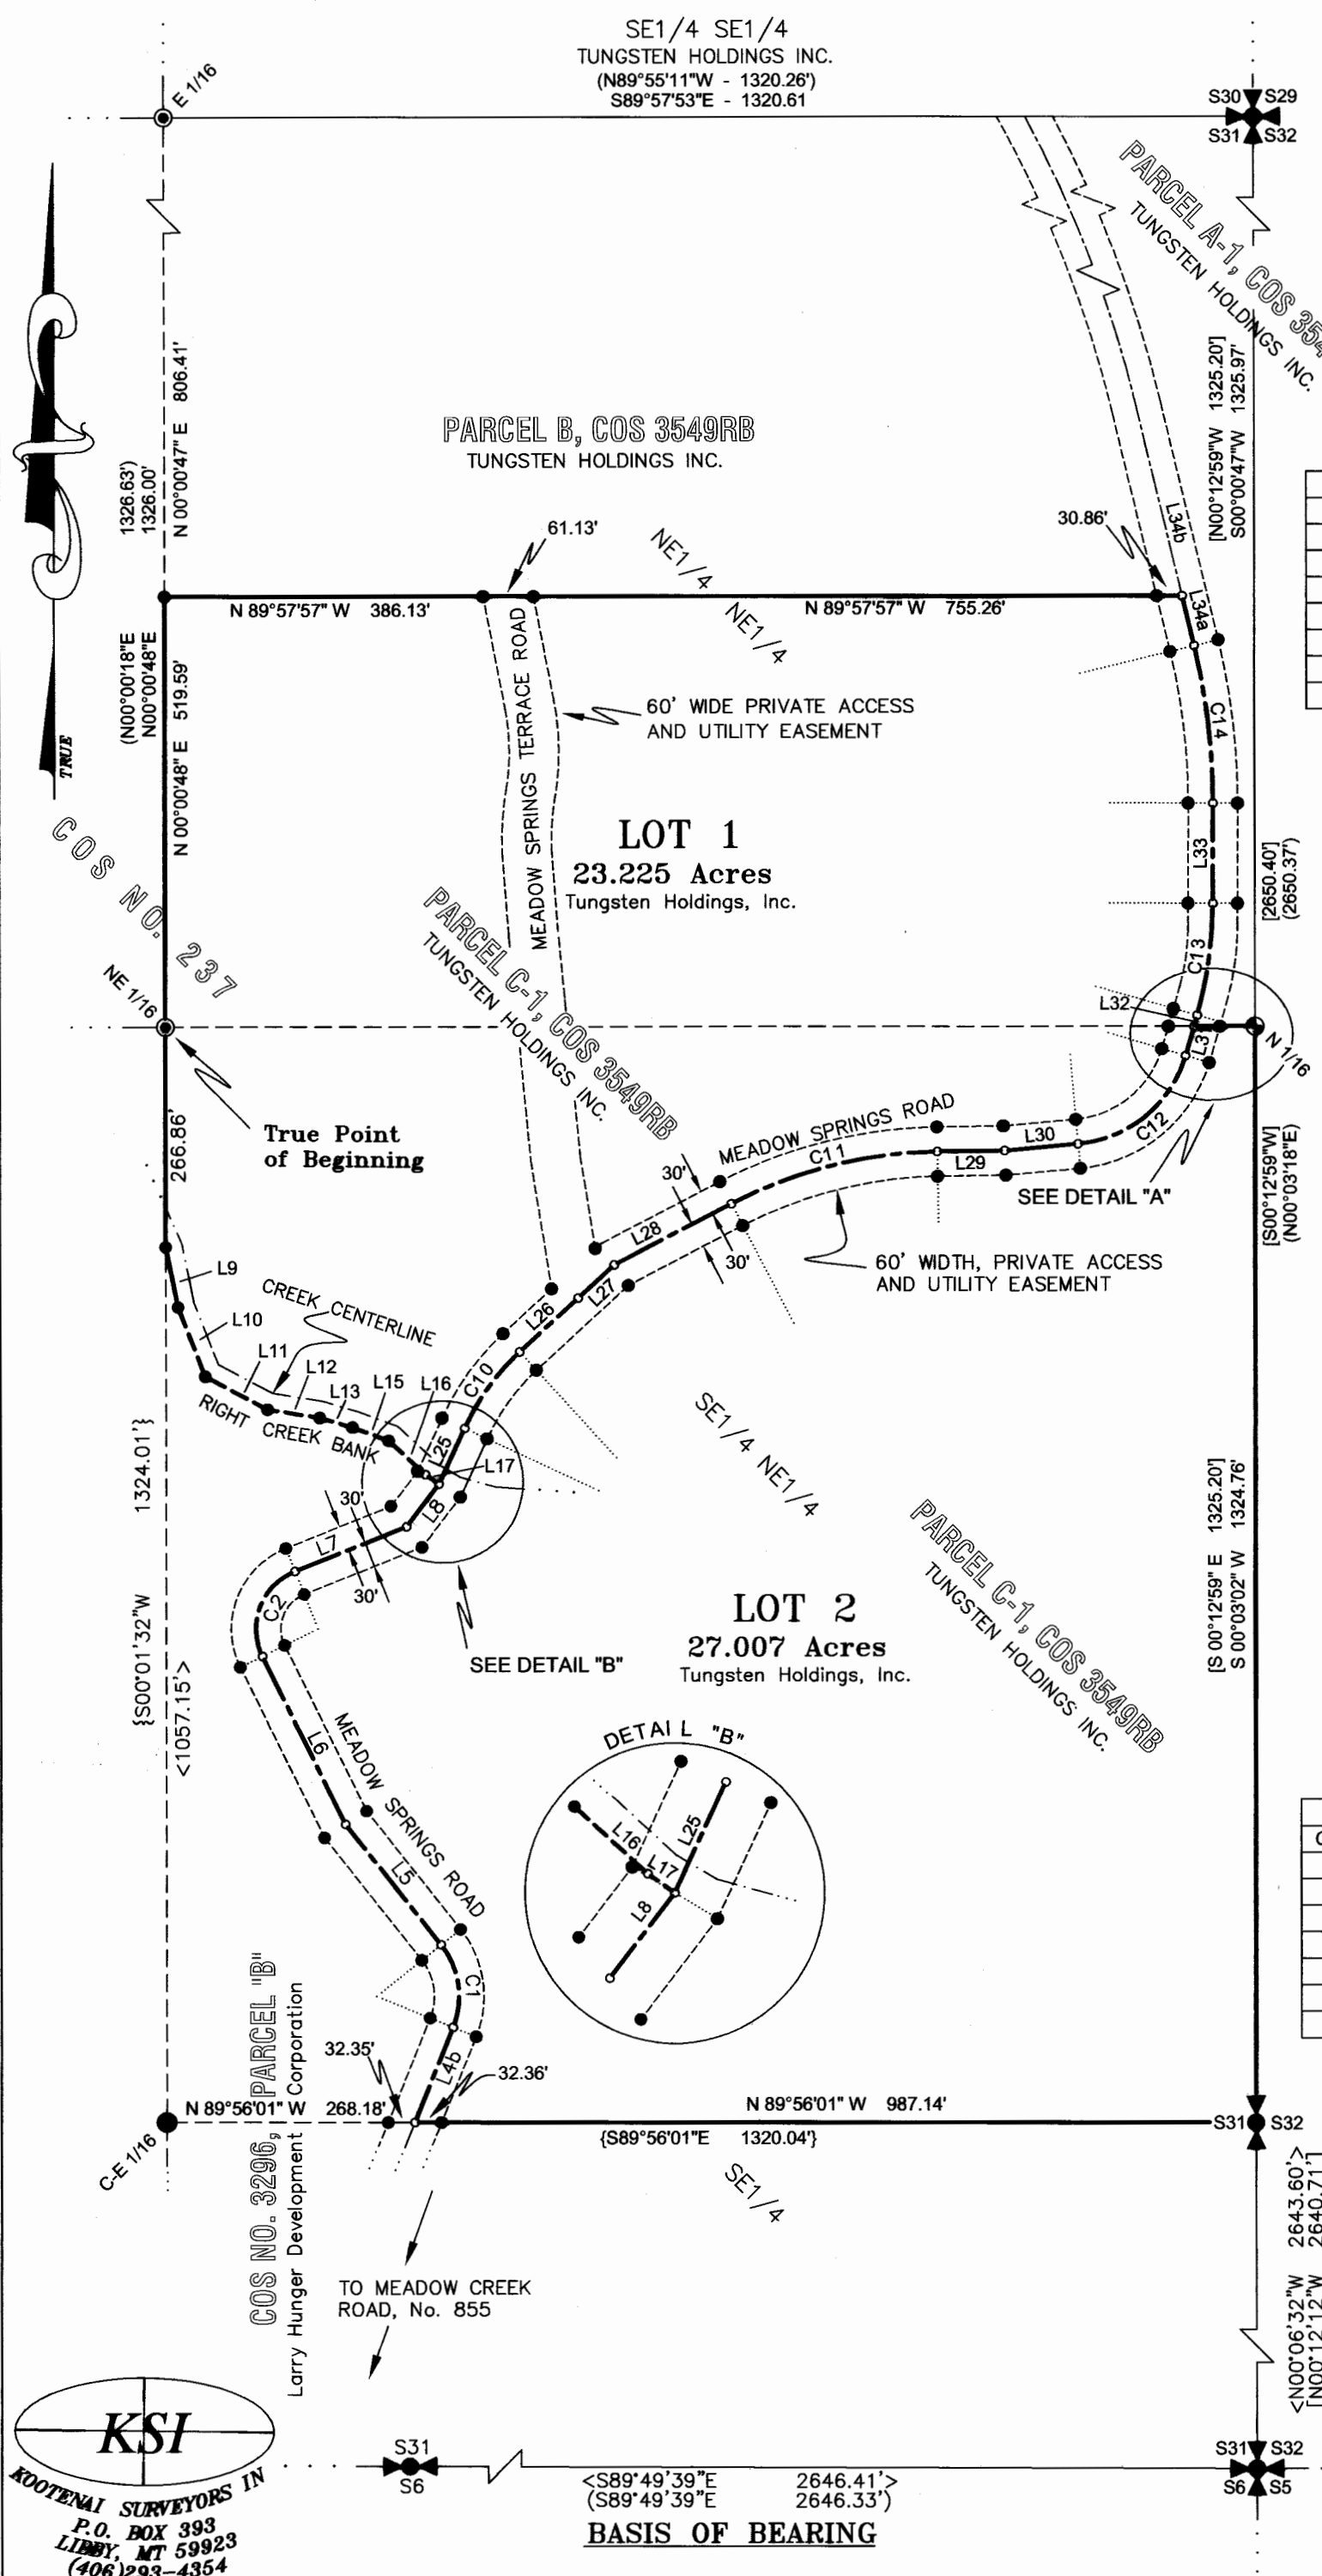 SE1/4 SE1/4
TUNGSTEN HOLDINGS INC.
(N89°55'11"W - 1320.26')
S89°57'53"E - 1320.61
E 1/16
S30 S29
S31 S32
PARCEL A-1, COS
TUNGSTEN HOLDINGS INC.
[N00°12'59"W 1325.20']
S00°00'47"W 1325.97'
1326.63')
1326.00'
N 00°00'47" E 806.41'
PARCEL B, COS 3549RB
TUNGSTEN HOLDINGS INC.
61.13'
30.86'
L34b
NE1/4
NE1/4
N 89°57'57" W 386.13'
N 89°57'57" W 755.26'
L34a
(N00°00'18"E
N00°00'48"E
N 00°00'48" E 519.59'
TRUE
MEADOW SPRINGS TERRACE ROAD
60' WIDE PRIVATE ACCESS
AND UTILITY EASEMENT
C14
LOT 1
23.225 Acres
Tungsten Holdings, Inc.
L33
[2650.40']
(2650.37')
COS NO. 237
PARCEL C-1, COS 3549RB
TUNGSTEN HOLDINGS INC.
C13
NE 1/16
L32
L31
N 1/16
True Point
of Beginning
266.86'
MEADOW SPRINGS ROAD
C11
L30
L29
C12
SEE DETAIL "A"
[S00°12'59"W]
(N00°03'18"E)
30'
L28
30'
60' WIDTH, PRIVATE ACCESS
AND UTILITY EASEMENT
L9
L10
CREEK CENTERLINE
L27
L26
L11
L12
L13
L15
L16
C10
RIGHT CREEK BANK
L25
L17
SE1/4 NE1/4
{S00°01'32"W 1324.01'}
<1057.15'>
30'
L8
L7
30'
C2
PARCEL C-1, COS 3549RB
TUNGSTEN HOLDINGS INC.
[S 00°12'59" E 1325.20']
S 00°03'02" W 1324.76'
LOT 2
27.007 Acres
Tungsten Holdings, Inc.
SEE DETAIL "B"
L6
MEADOW SPRINGS ROAD
DETAIL "B"
L25
L16
L17
L8
L5
C1
COS NO. 3296, PARCEL "B"
Larry Hunger Development Corporation
32.35'
L4b
32.36'
N 89°56'01" W 268.18'
N 89°56'01" W 987.14'
{S89°56'01"E 1320.04'}
S31 S32
C-E 1/16
SE1/4
TO MEADOW CREEK
ROAD, No. 855
<N00°06'32"W 2643.60'>
[N00°12'12"W 2640.71']
KSI
KOOTENAI SURVEYORS IN
P.O. BOX 393
LIBBY, MT 59923
(406)293-4354
S31
S6
<S89°49'39"E 2646.41'>
(S89°49'39"E 2646.33')
BASIS OF BEARING
S31 S32
S6 S5